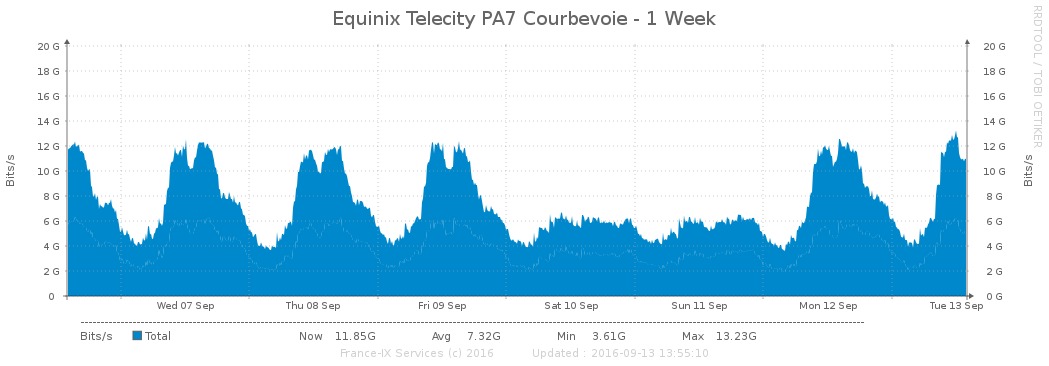 Equinix Telecity PA7 Courbevoie - 1 Week
RRDTOOL / TOBI OETIKER
Bits/s
20 G 20 G
18 G 18 G
16 G 16 G
14 G 14 G
12 G 12 G
10 G 10 G
8 G 8 G
6 G 6 G
4 G 4 G
2 G 2 G
0 0 G
Bits/s
Wed 07 Sep Thu 08 Sep Fri 09 Sep Sat 10 Sep Sun 11 Sep Mon 12 Sep Tue 13 Sep
Bits/s Total Now 11.85G Avg 7.32G Min 3.61G Max 13.23G
France-IX Services (c) 2016 Updated : 2016-09-13 13:55:10